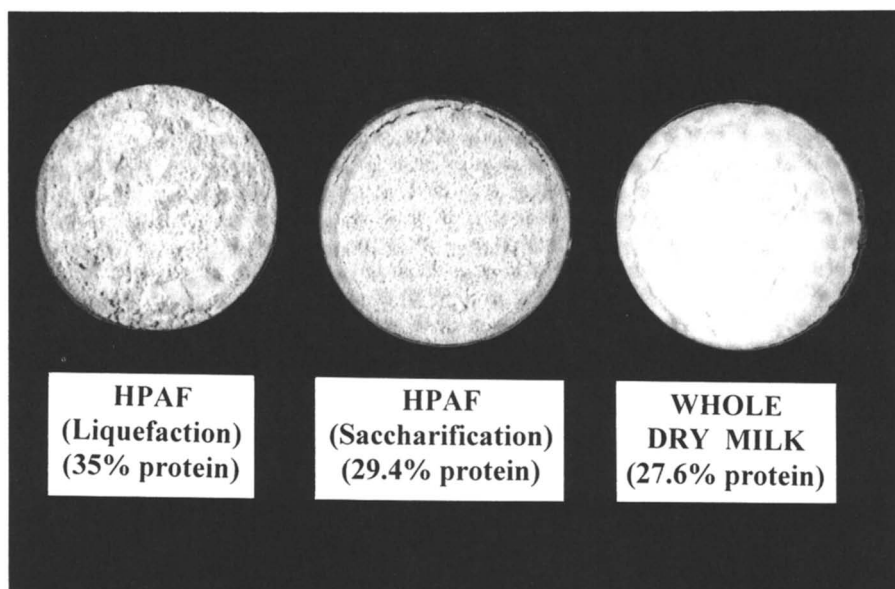 HPAF
(Liquefaction)
(35% protein)
HPAF
(Saccharification)
(29.4% protein)
WHOLE
DRY MILK
(27.6% protein)